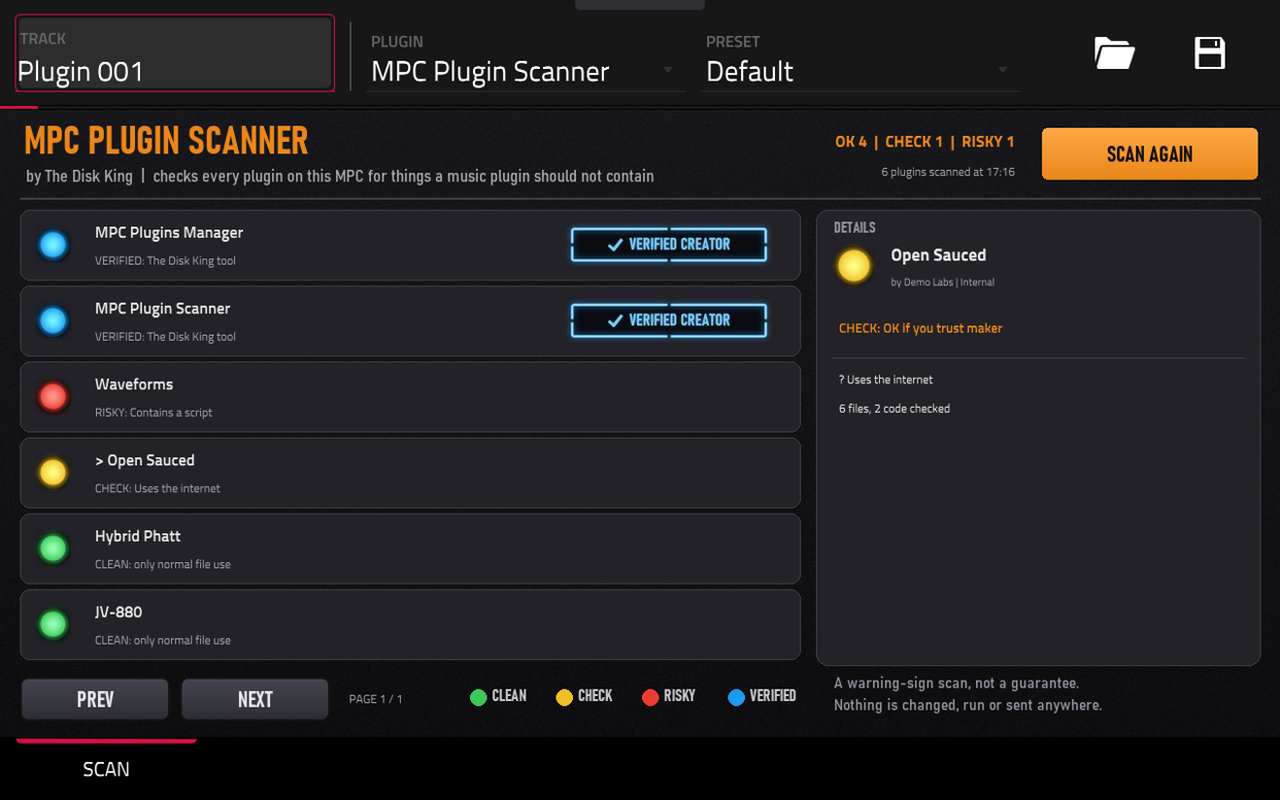 TRACK
Plugin 001
PLUGIN
MPC Plugin Scanner
PRESET
Default
MPC PLUGIN SCANNER
by The Disk King | checks every plugin on this MPC for things a music plugin should not contain
OK 4 | CHECK 1 | RISKY 1
6 plugins scanned at 17:16
SCAN AGAIN
MPC Plugins Manager
VERIFIED: The Disk King tool
✓ VERIFIED CREATOR
MPC Plugin Scanner
VERIFIED: The Disk King tool
✓ VERIFIED CREATOR
Waveforms
RISKY: Contains a script
> Open Sauced
CHECK: Uses the internet
Hybrid Phatt
CLEAN: only normal file use
JV-880
CLEAN: only normal file use
DETAILS
Open Sauced
by Demo Labs | Internal
CHECK: OK if you trust maker
? Uses the internet
6 files, 2 code checked
PREV
NEXT
PAGE 1 / 1
CLEAN
CHECK
RISKY
VERIFIED
A warning-sign scan, not a guarantee.
Nothing is changed, run or sent anywhere.
SCAN